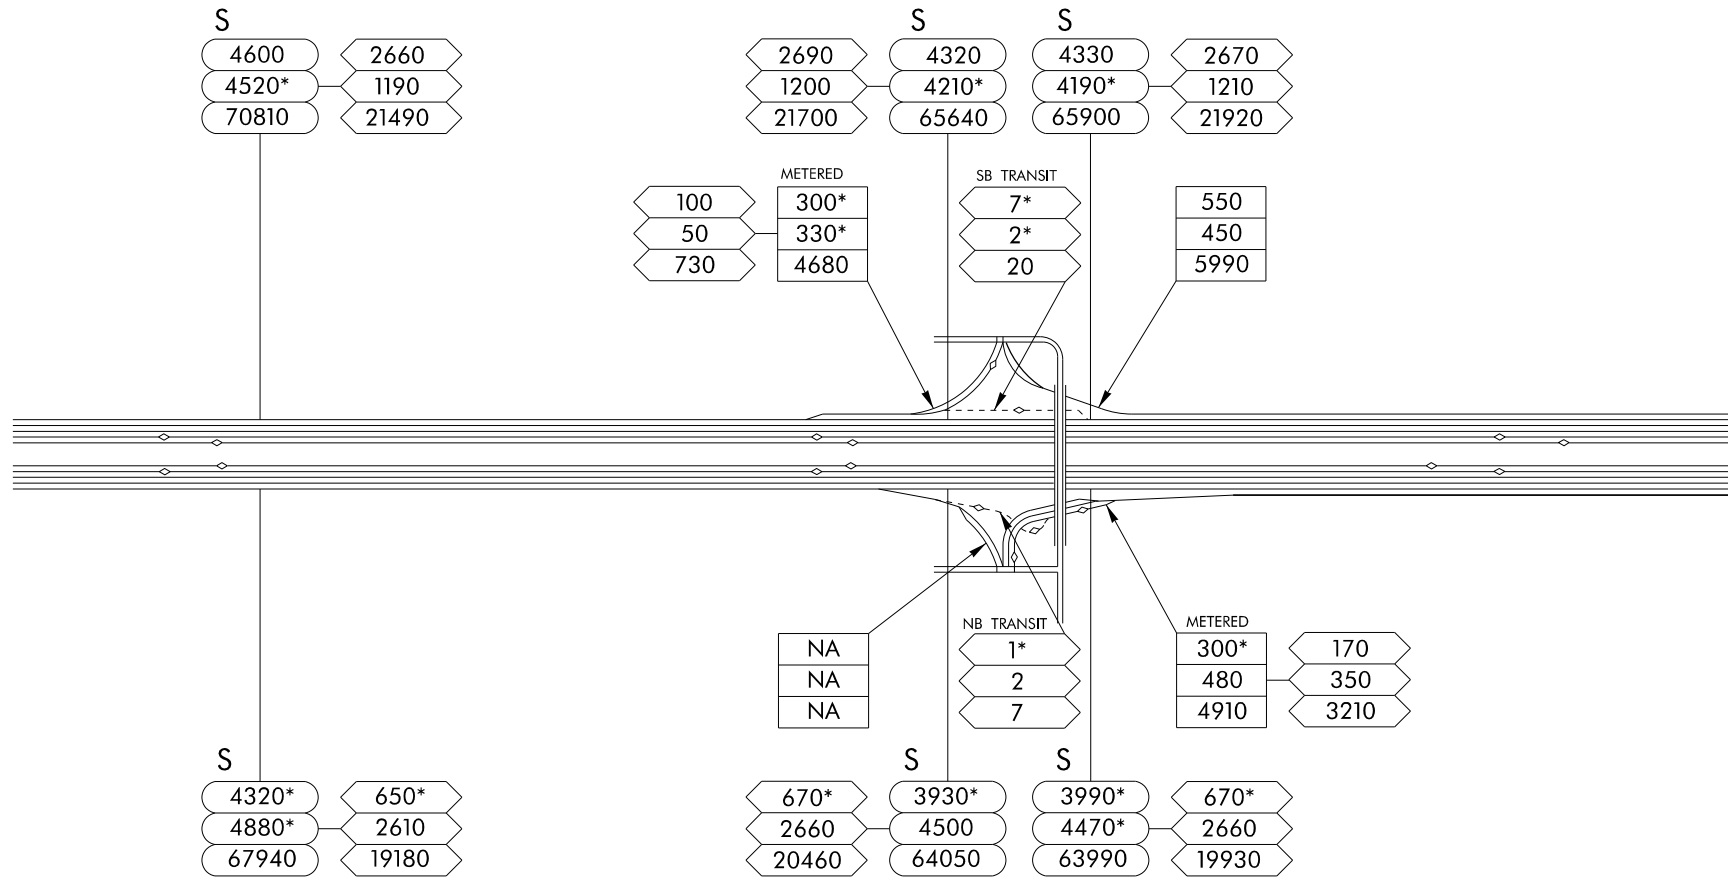 S S S
4600 2660 2690 4320 4330 2670
4520* 1190 1200 4210* 4190* 1210
70810 21490 21700 65640 65900 21920
METERED SB TRANSIT
100 300* 7* 550
50 330* 2* 450
730 4680 20 5990
NB TRANSIT METERED
NA 1* 300* 170
NA 2 480 350
NA 7 4910 3210
S S S
4320* 650* 670* 3930* 3990* 670*
4880* 2610 2660 4500 4470* 2660
67940 19180 20460 64050 63990 19930